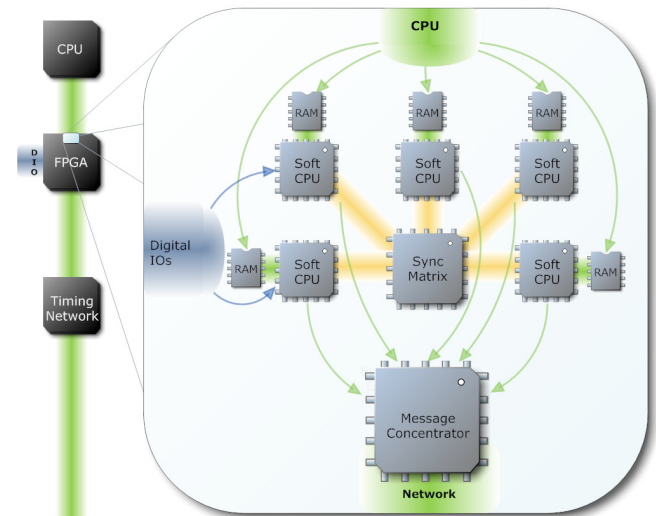 CPU
D
I
O
FPGA
Timing
Network
CPU
RAM
RAM
RAM
Soft
CPU
Soft
CPU
Soft
CPU
Digital
IOs
RAM
Soft
CPU
Sync
Matrix
Soft
CPU
RAM
Message
Concentrator
Network